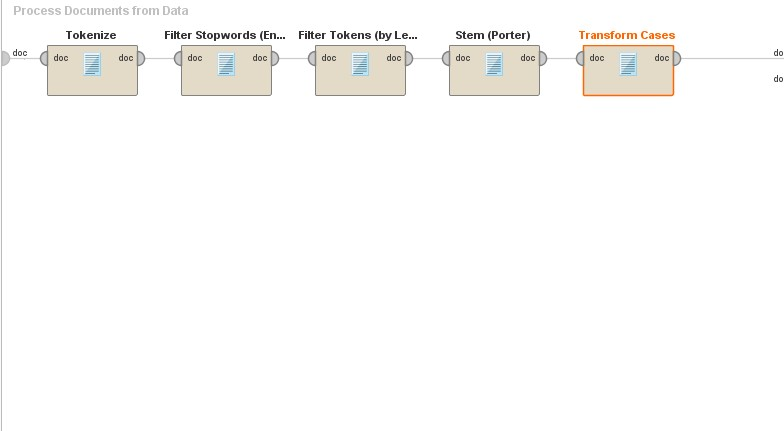 Process Documents from Data
Tokenize Filter Stopwords (En... Filter Tokens (by Le... Stem (Porter) Transform Cases
doc doc doc doc doc doc doc doc doc doc doc do
do